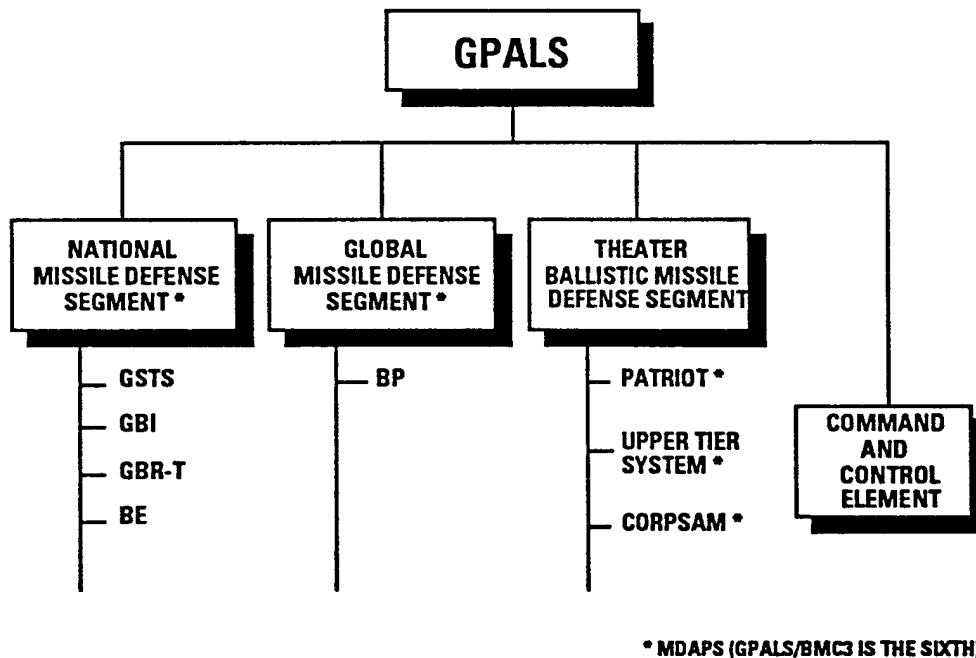 GPALS
NATIONAL
MISSILE DEFENSE
SEGMENT *
GLOBAL
MISSILE DEFENSE
SEGMENT *
THEATER
BALLISTIC MISSILE
DEFENSE SEGMENT
GSTS
GBI
GBR-T
BE
BP
PATRIOT *
UPPER TIER
SYSTEM *
CORPSAM *
COMMAND
AND
CONTROL
ELEMENT
* MDAPS (GPALS/BMC3 IS THE SIXTH